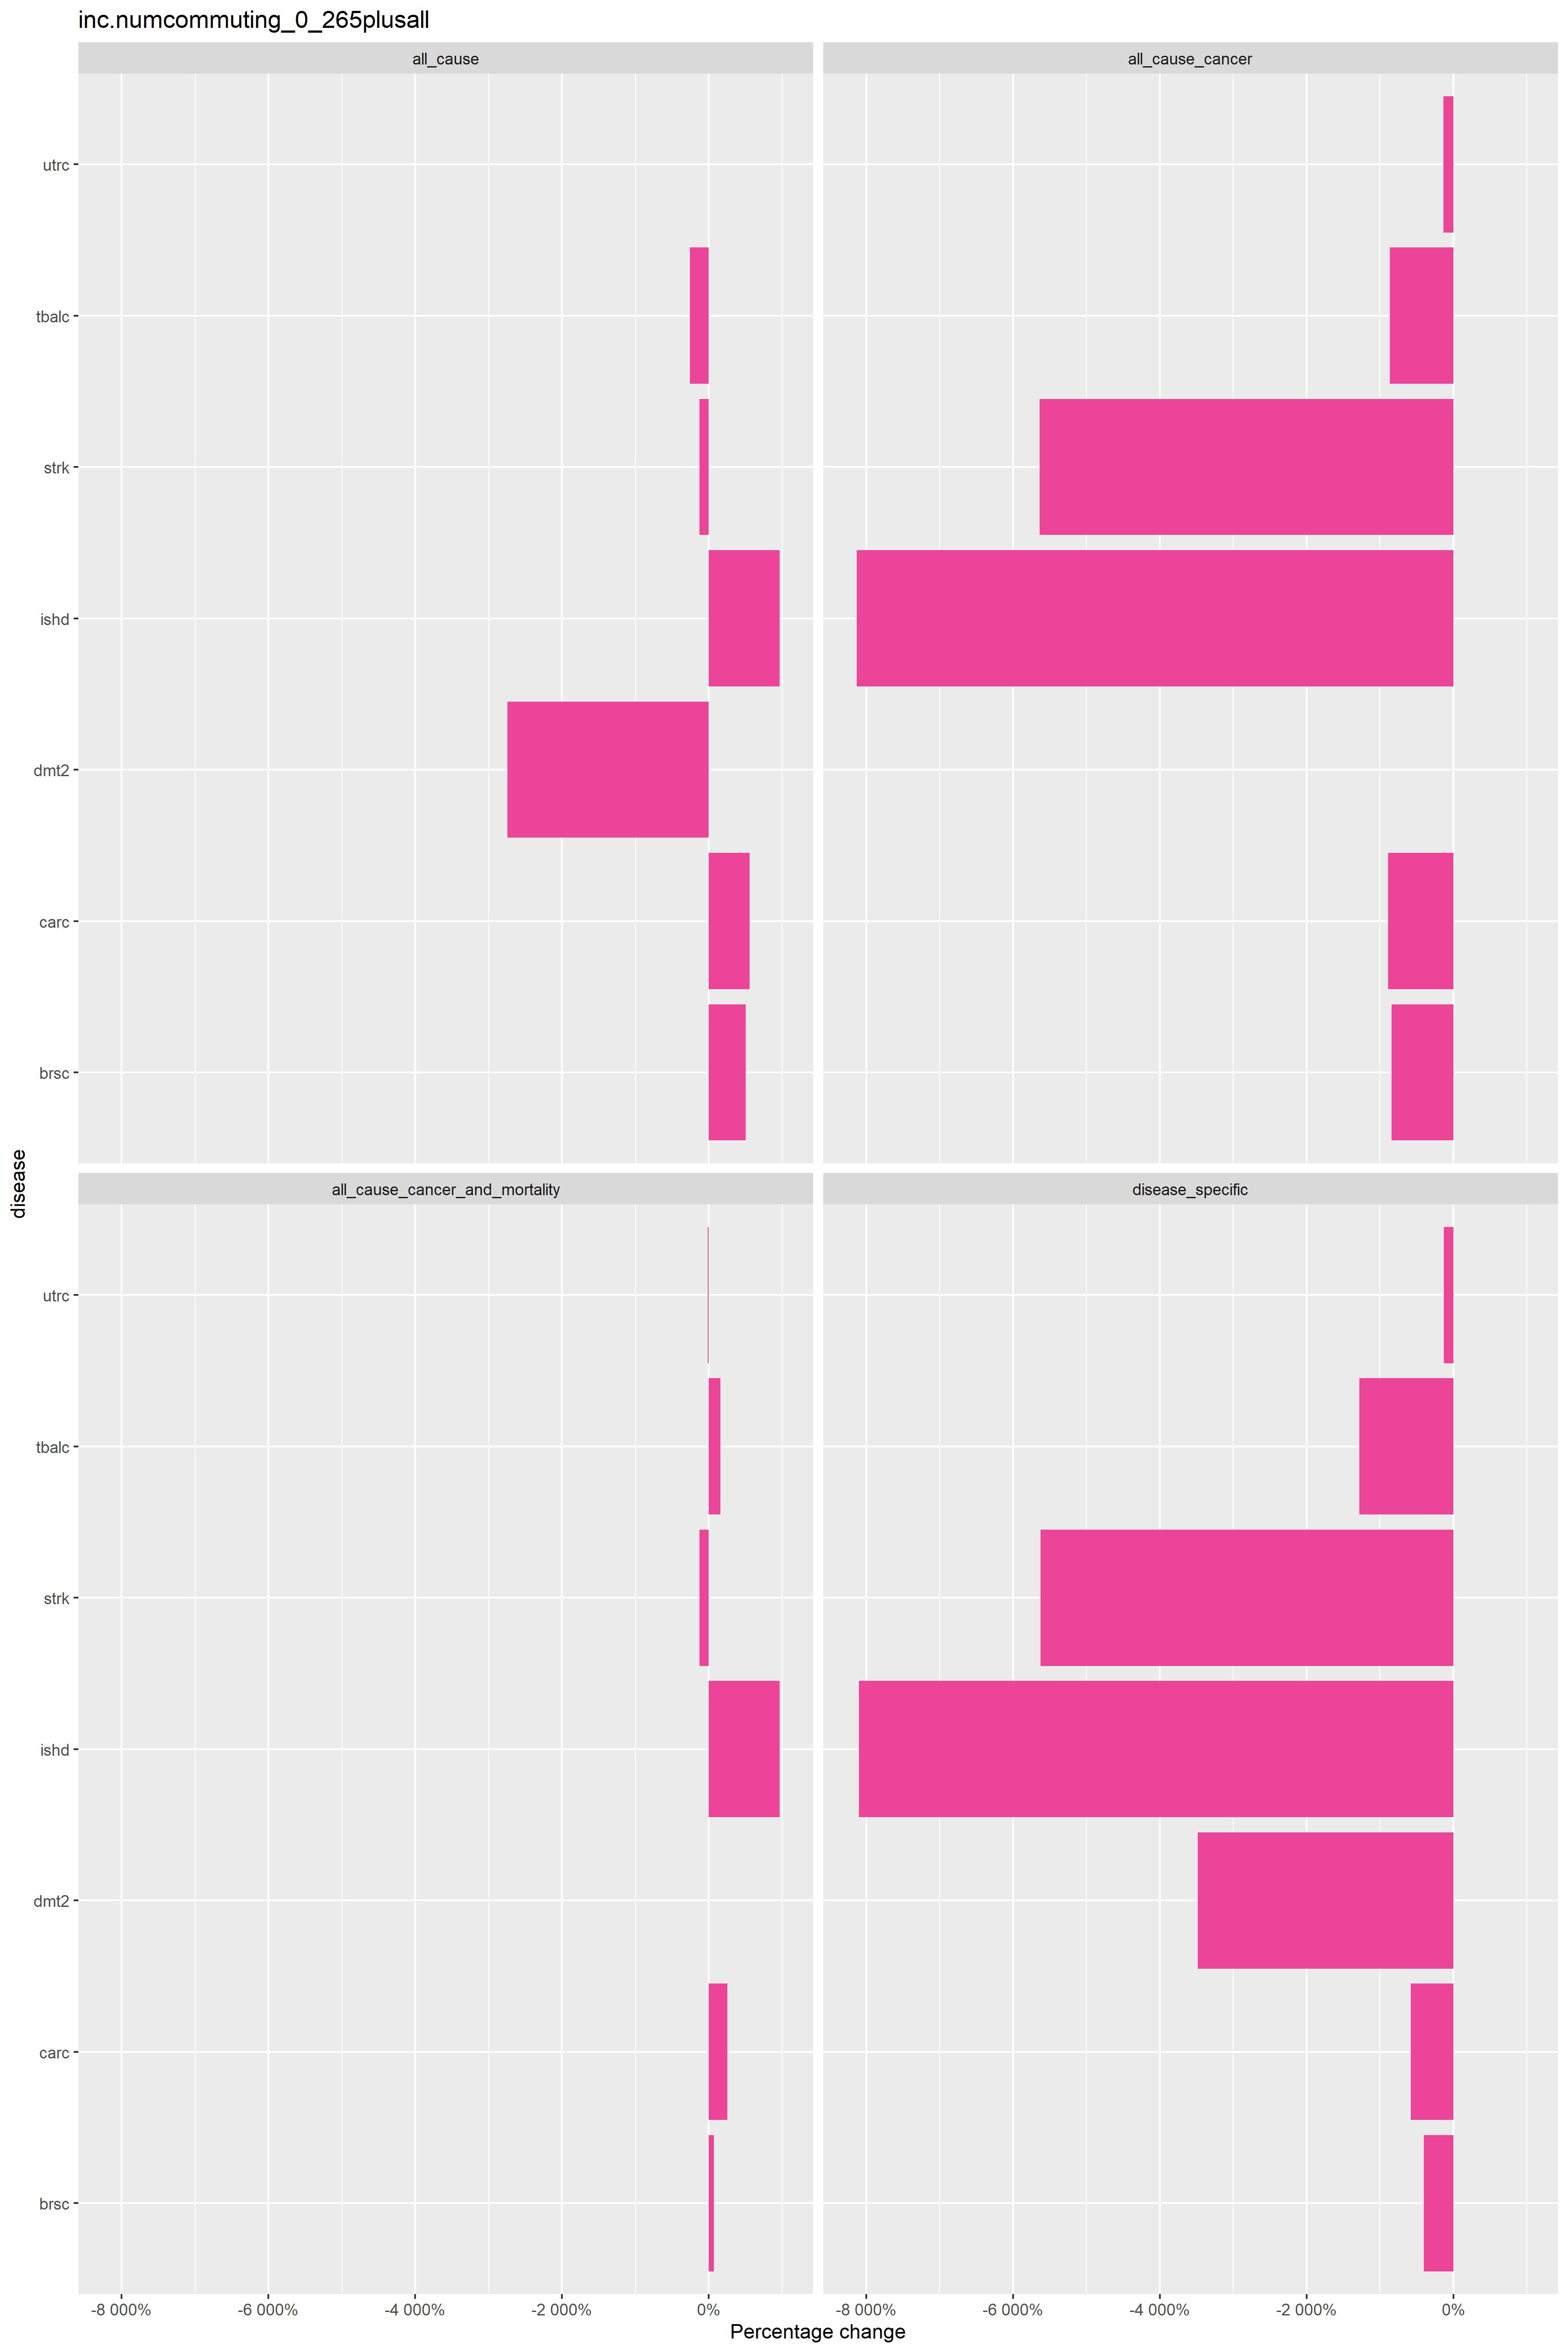 inc.numcommuting_0_265plusall
all_cause
all_cause_cancer
utrc
tbalc
strk
ishd
dmt2
carc
brsc
disease
all_cause_cancer_and_mortality
disease_specific
utrc
tbalc
strk
ishd
dmt2
carc
brsc
-8 000%
-6 000%
-4 000%
-2 000%
0%
-8 000%
-6 000%
-4 000%
-2 000%
0%
Percentage change